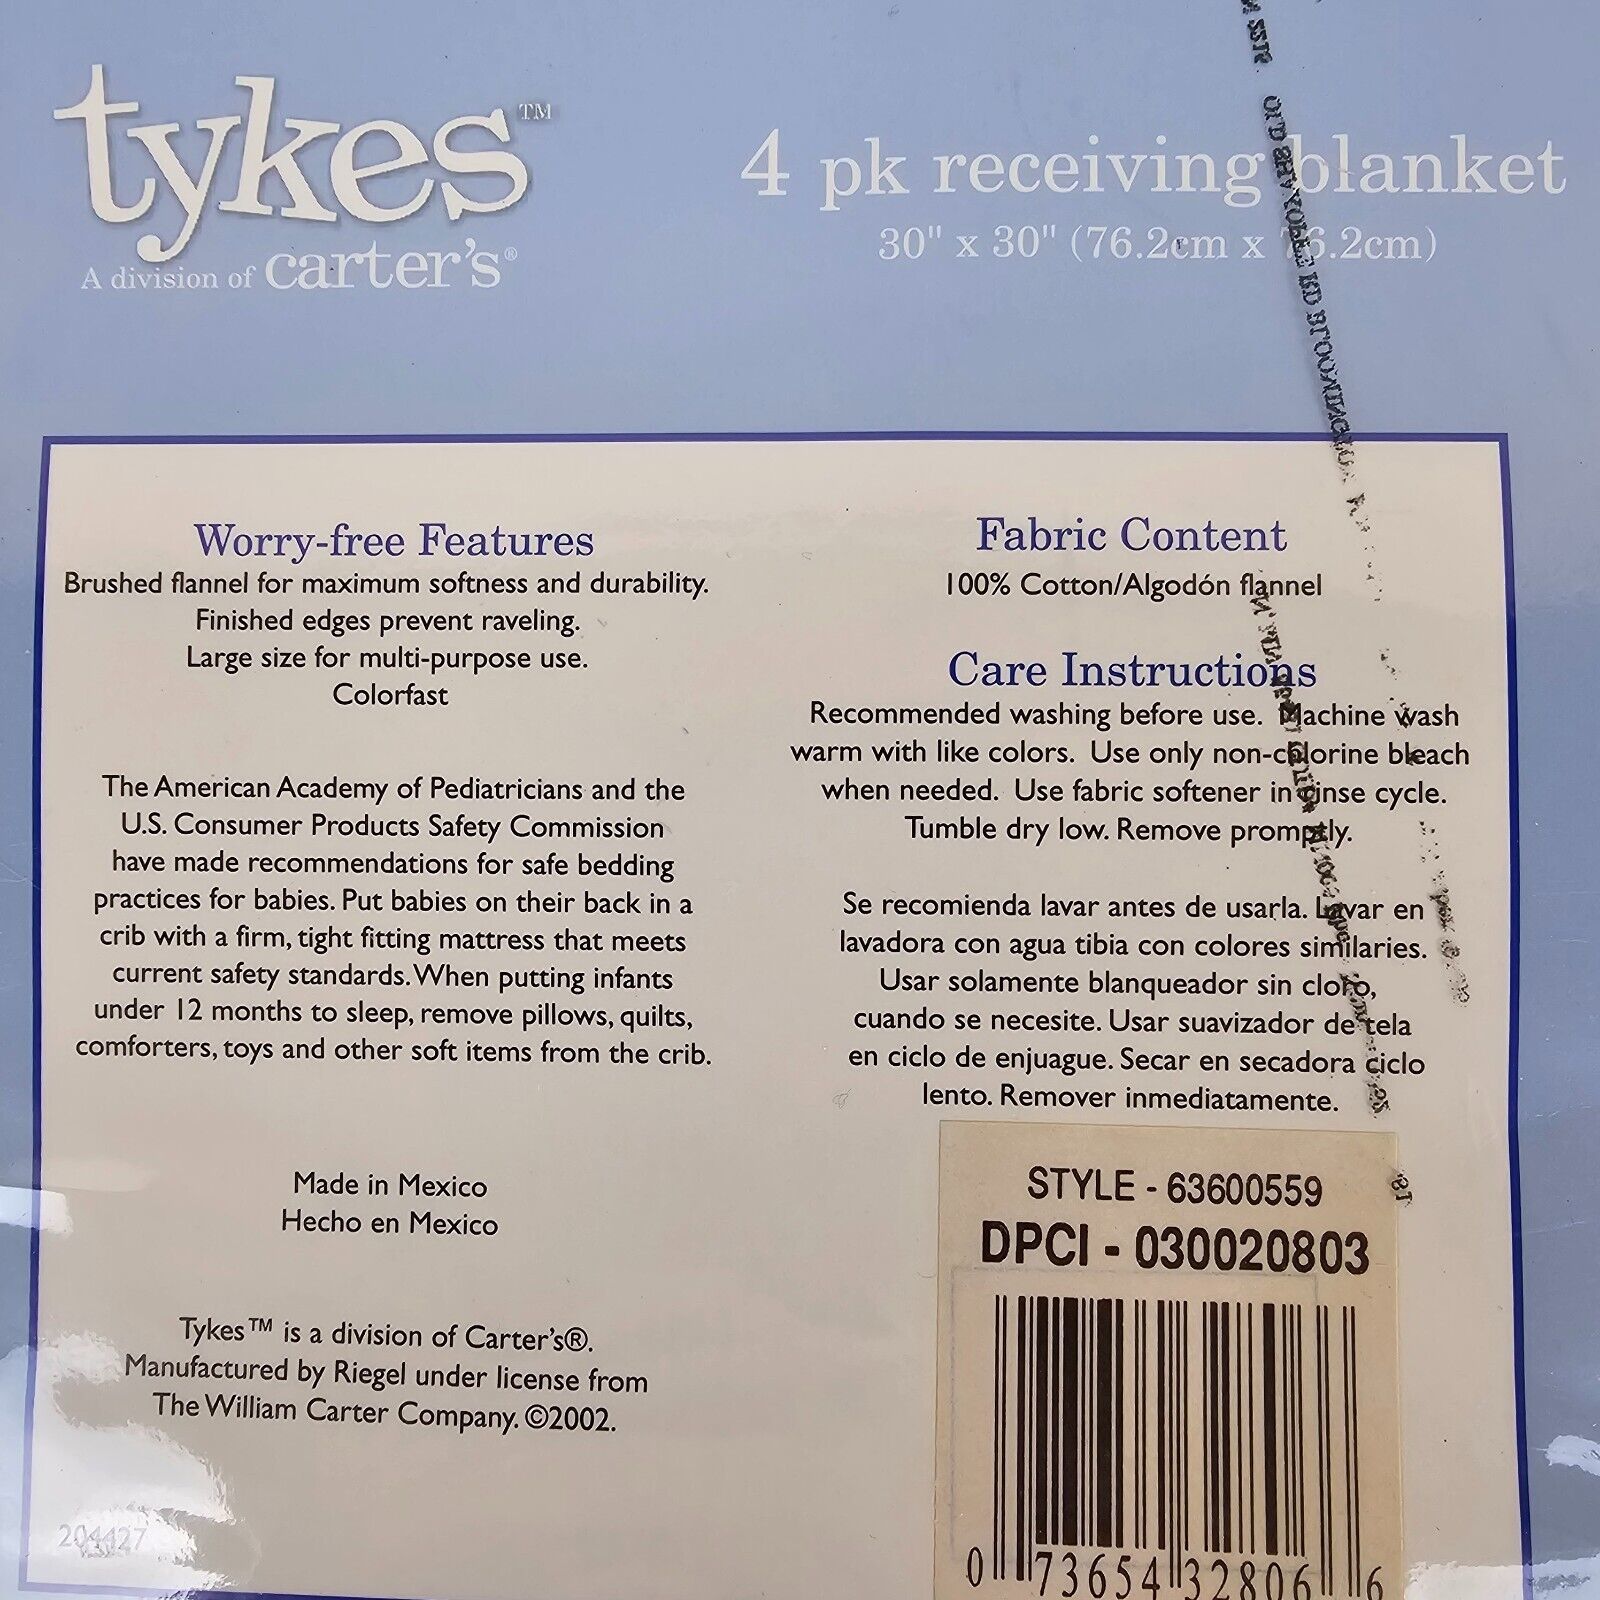 tykes™
A division of carter's®
4 pk receiving blanket
30" x 30" (76.2cm x 76.2cm)
Worry-free Features
Brushed flannel for maximum softness and durability.
Finished edges prevent raveling.
Large size for multi-purpose use.
Colorfast
The American Academy of Pediatricians and the
U.S. Consumer Products Safety Commission
have made recommendations for safe bedding
practices for babies. Put babies on their back in a
crib with a firm, tight fitting mattress that meets
current safety standards. When putting infants
under 12 months to sleep, remove pillows, quilts,
comforters, toys and other soft items from the crib.
Made in Mexico
Hecho en Mexico
Tykes™ is a division of Carter's®.
Manufactured by Riegel under license from
The William Carter Company. ©2002.
204427
Fabric Content
100% Cotton/Algodón flannel
Care Instructions
Recommended washing before use. Machine wash
warm with like colors. Use only non-chlorine bleach
when needed. Use fabric softener in rinse cycle.
Tumble dry low. Remove promptly.
Se recomienda lavar antes de usarla. Lavar en
lavadora con agua tibia con colores similaries.
Usar solamente blanqueador sin cloro,
cuando se necesite. Usar suavizador de tela
en ciclo de enjuague. Secar en secadora ciclo
lento. Remover inmediatamente.
STYLE - 63600559
DPCI - 030020803
0 73654 32806 6